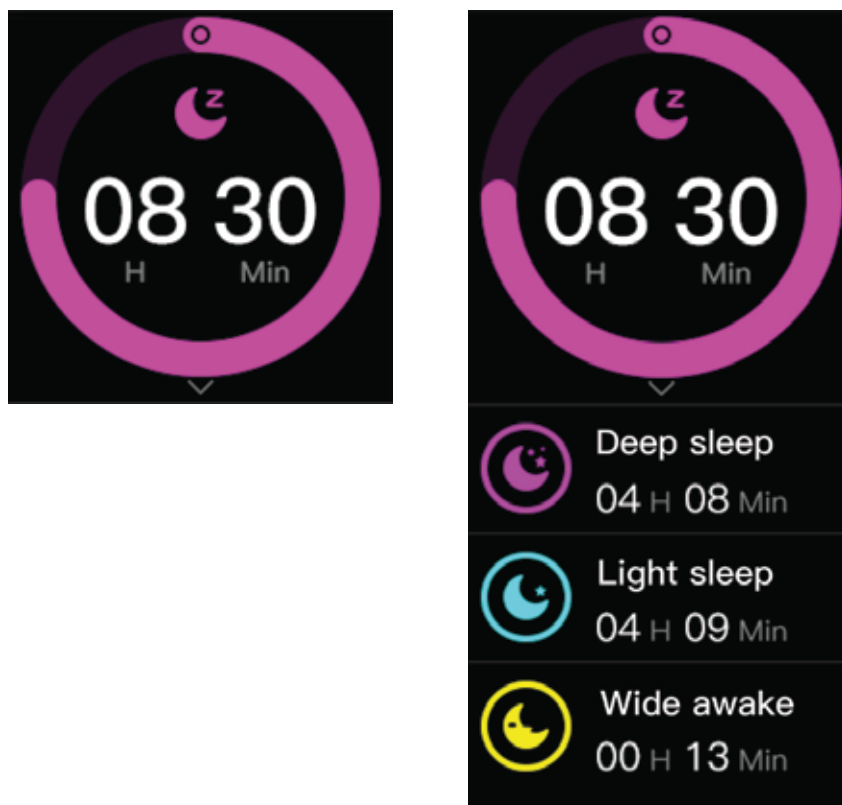 z
08 30
H Min
z
08 30
H Min
Deep sleep
04 H 08 Min
Light sleep
04 H 09 Min
Wide awake
00 H 13 Min